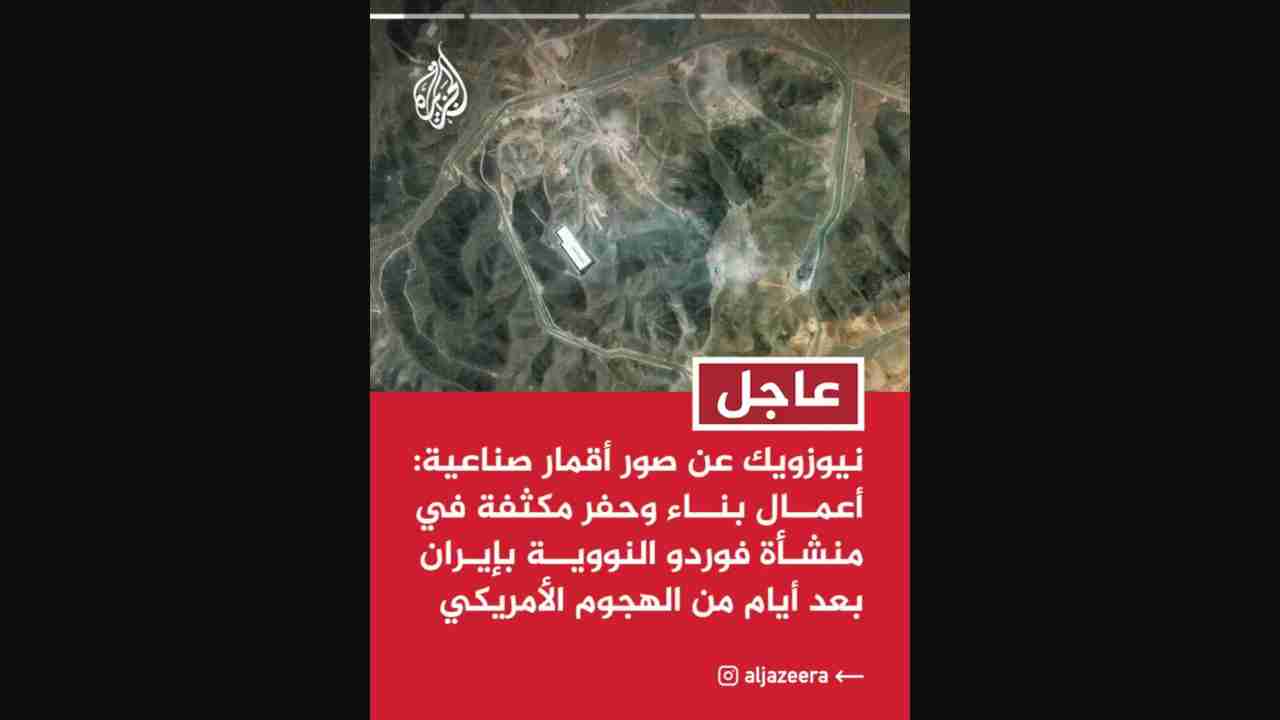 الجزيرة
عاجل
نيوزويك عن صور أقمار صناعية:
أعمـــال بنـــاء وحفر مكثفة في
منشـأة فوردو النوويـــة بإيـران
بعد أيام من الهجوم الأمريكي
aljazeera